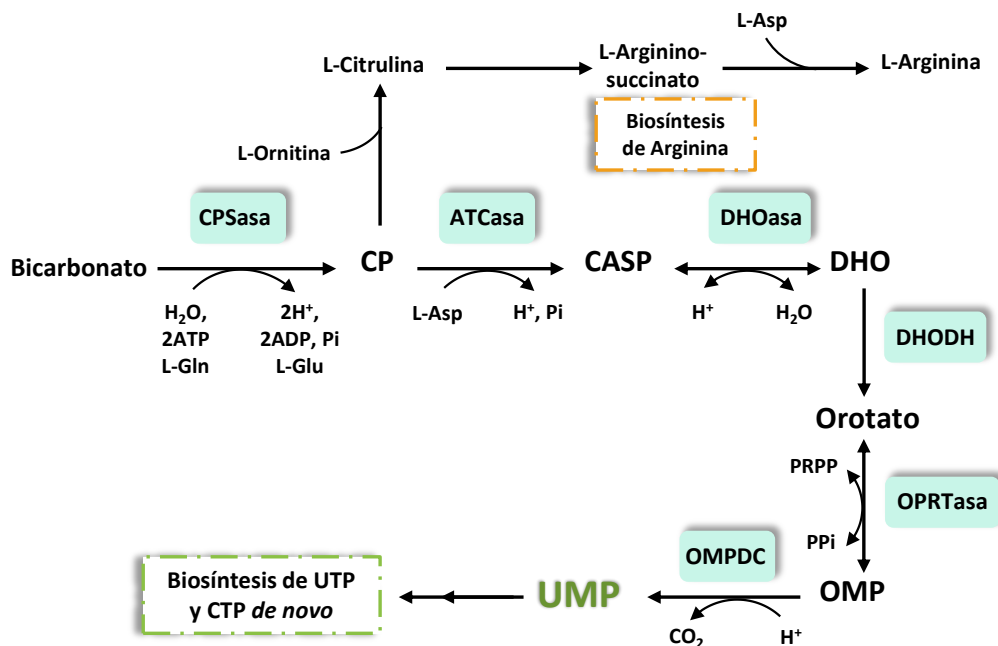 L-Asp
L-Citrulina
L-Arginino-
succinato
L-Arginina
Biosíntesis
de Arginina
L-Ornitina
CPSasa
ATCasa
DHOasa
Bicarbonato
CP
CASP
DHO
H₂O,
2ATP
L-Gln
2H⁺,
2ADP, Pi
L-Glu
L-Asp
H⁺, Pi
H⁺
H₂O
DHODH
Orotato
PRPP
OPRTasa
PPi
OMPDC
OMP
UMP
Biosíntesis de UTP
y CTP de novo
CO₂
H⁺